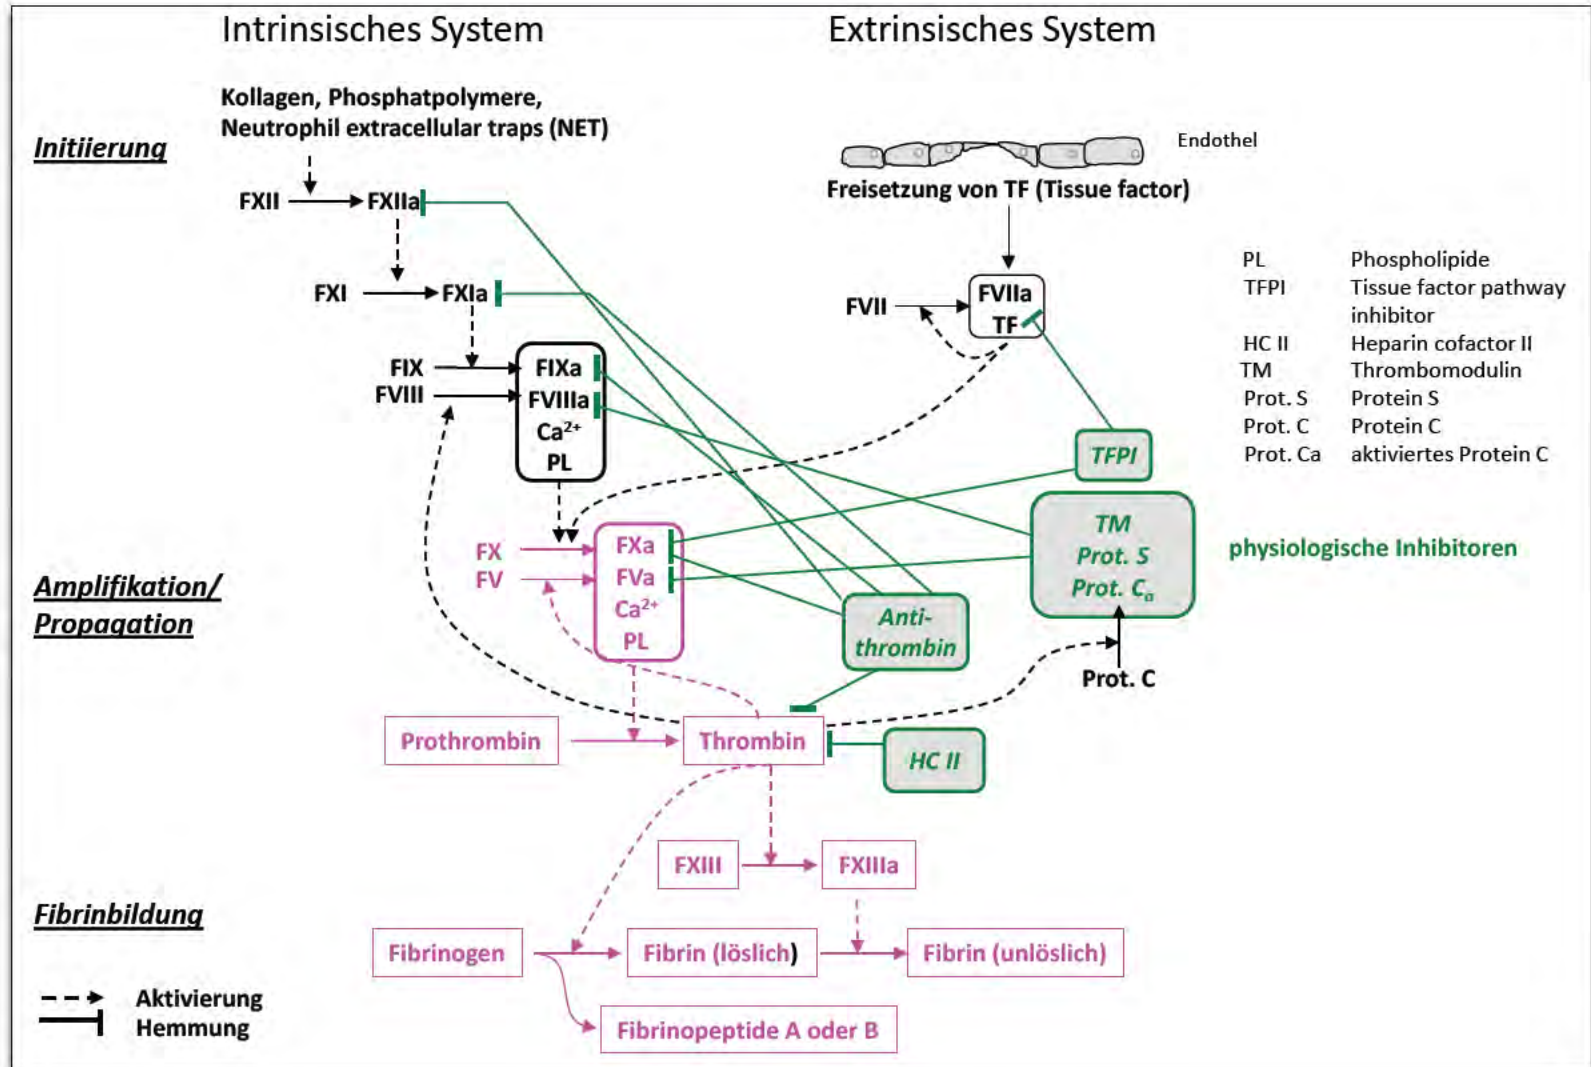 Intrinsisches System
Extrinsisches System
Kollagen, Phosphatpolymere,
Neutrophil extracellular traps (NET)
Initiierung
Endothel
Freisetzung von TF (Tissue factor)
FXII
FXIIa
FXI
FXIa
FVII
FVIIa
TF
PL Phospholipide
TFPI Tissue factor pathway
inhibitor
HC II Heparin cofactor II
TM Thrombomodulin
Prot. S Protein S
Prot. C Protein C
Prot. Ca aktiviertes Protein C
FIX
FVIII
FIXa
FVIIIa
Ca²⁺
PL
TFPI
TM
Prot. S
Prot. Cₐ
physiologische Inhibitoren
FX
FV
FXa
FVa
Ca²⁺
PL
Amplifikation/
Propagation
Anti-
thrombin
Prot. C
Prothrombin
Thrombin
HC II
FXIII
FXIIIa
Fibrinbildung
Fibrinogen
Fibrin (löslich)
Fibrin (unlöslich)
Fibrinopeptide A oder B
Aktivierung
Hemmung